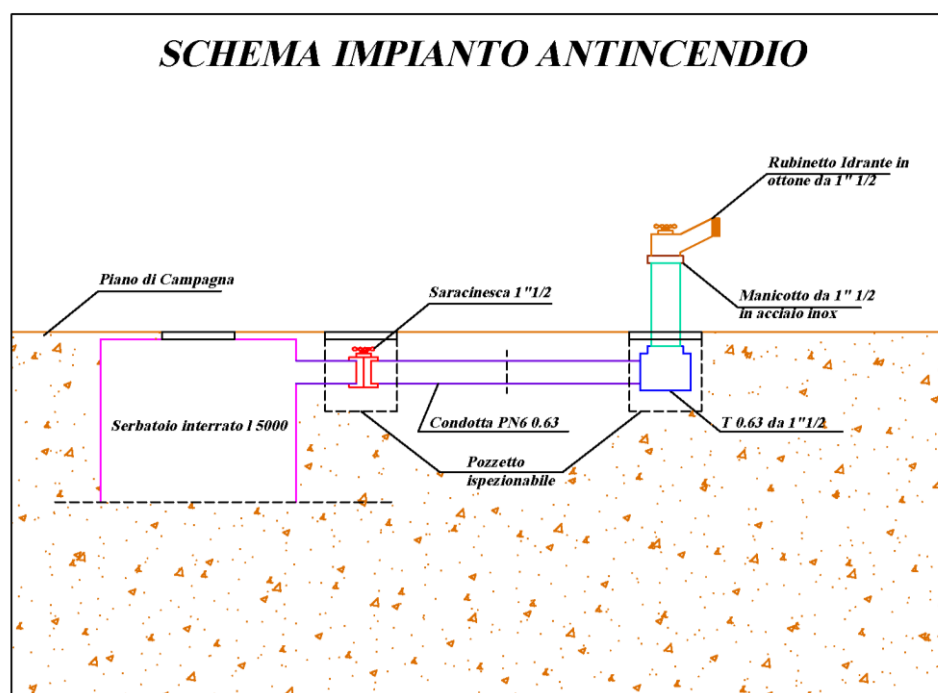 SCHEMA IMPIANTO ANTINCENDIO
Rubinetto Idrante in
ottone da 1" 1/2
Piano di Campagna
Saracinesca 1"1/2
Manicotto da 1" 1/2
in acciaio inox
Serbatoio interrato l 5000
Condotta PN6 0.63
T 0.63 da 1"1/2
Pozzetto
ispezionabile